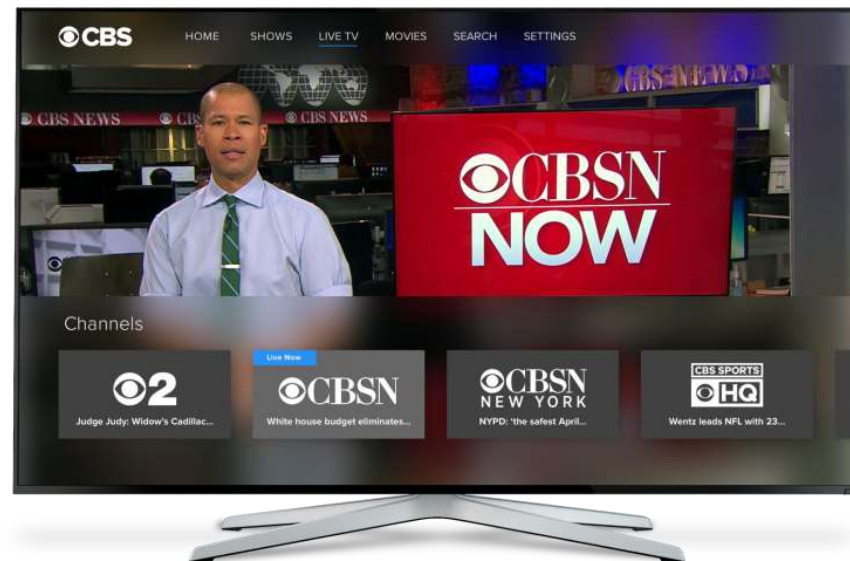 CBS
HOME
SHOWS
LIVE TV
MOVIES
SEARCH
SETTINGS
CBS NEWS
CBS
CBS NEWS
CBS NEWS
CBSN
NOW
Channels
2
Judge Judy: Widow's Cadillac...
Live Now
CBSN
White house budget eliminates...
CBSN
NEW YORK
NYPD: 'the safest April...
CBS SPORTS
HQ
Wentz leads NFL with 23...